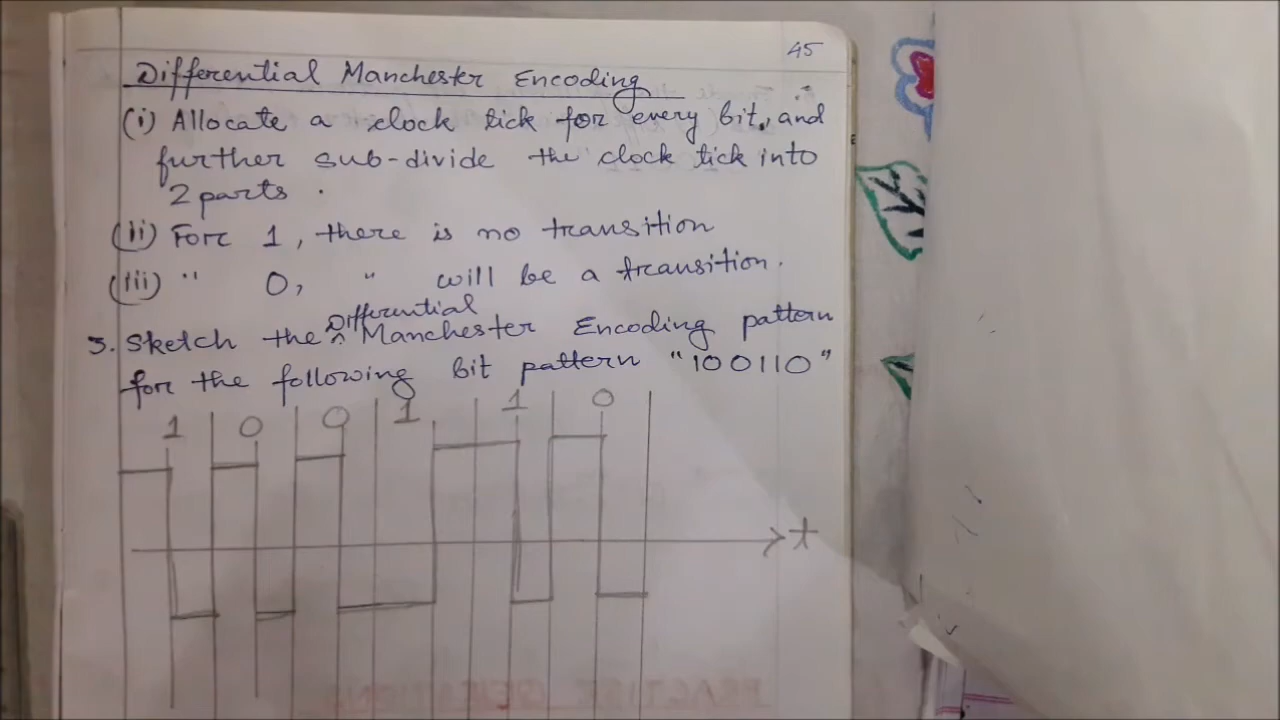 45
Differential Manchester Encoding
(i) Allocate a clock tick for every bit, and
further sub-divide the clock tick into
2 parts.
(ii) For 1, there is no transition
(iii) " 0, " will be a transition.
3. Sketch the Differential Manchester Encoding pattern
for the following bit pattern "100110"
1 0 0 1 1 0
t